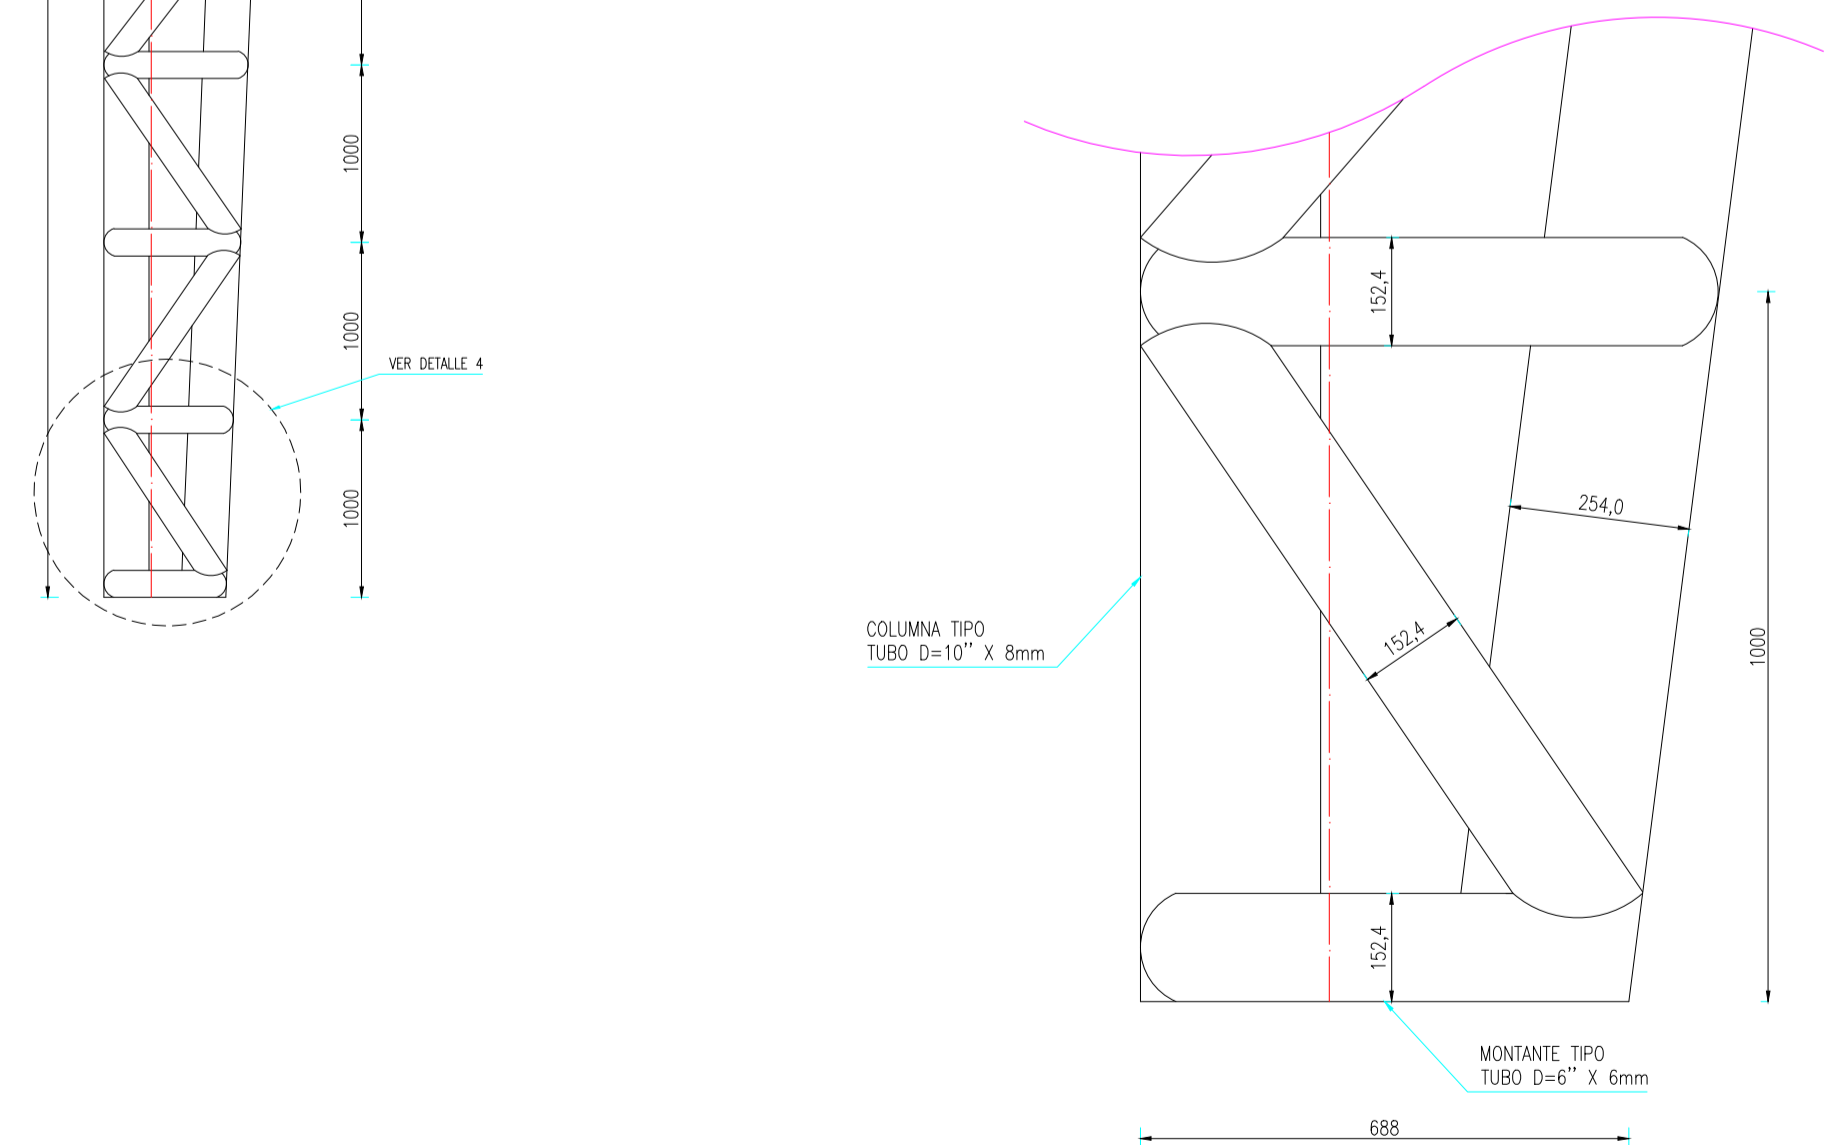 1000
1000
VER DETALLE 4
1000
152,4
254,0
COLUMNA TIPO
TUBO D=10’’ X 8mm
152,4
1000
152,4
MONTANTE TIPO
TUBO D=6’’ X 6mm
688